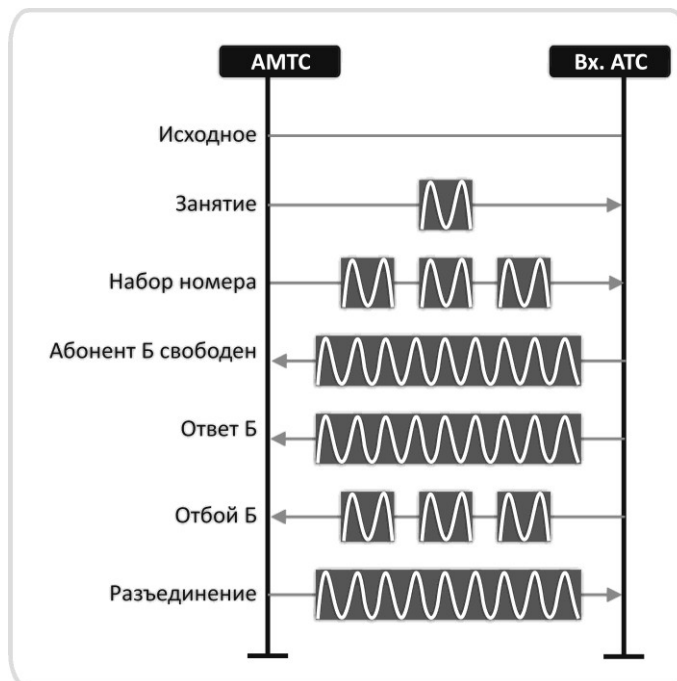 АМТС
Вх. АТС
Исходное
Занятие
Набор номера
Абонент Б свободен
Ответ Б
Отбой Б
Разъединение